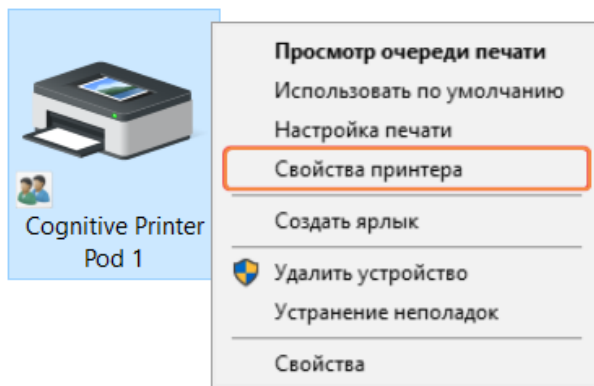 Cognitive Printer
Pod 1
Просмотр очереди печати
Использовать по умолчанию
Настройка печати
Свойства принтера
Создать ярлык
Удалить устройство
Устранение неполадок
Свойства